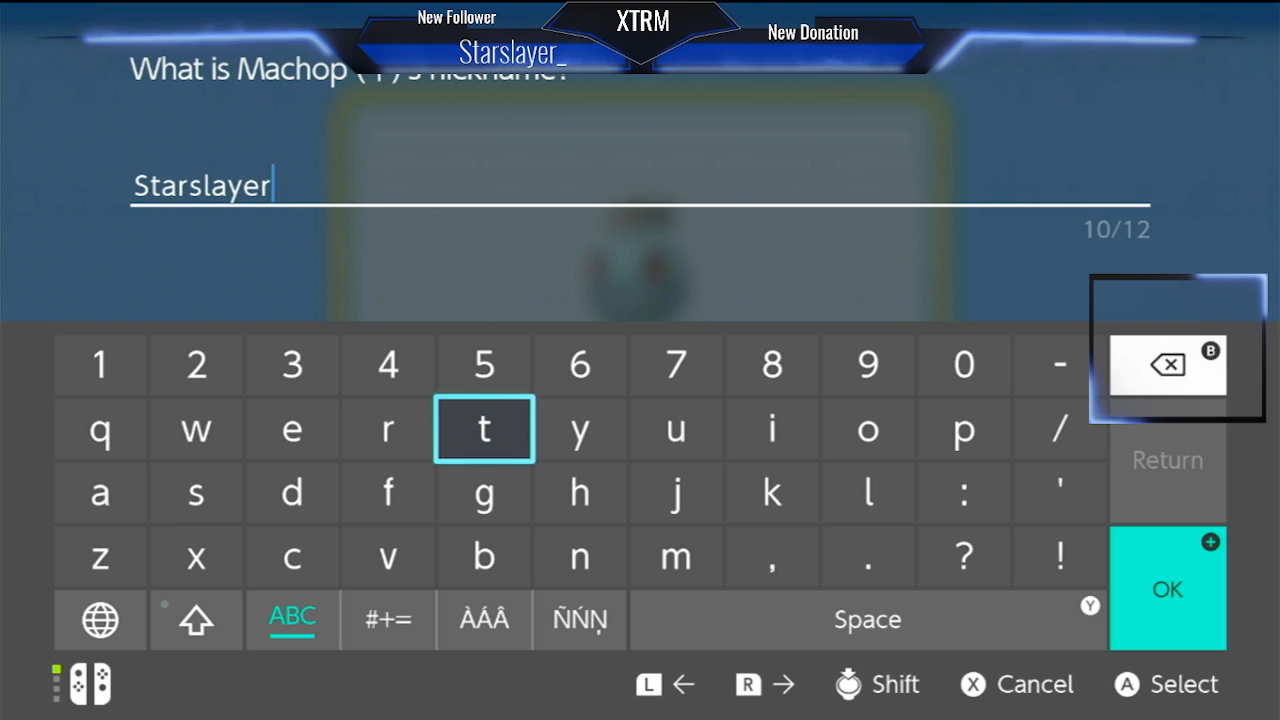 New Follower
XTRM
New Donation
Starslayer_
What is Machop
nickname?
Starslayer
10/12
1 2 3 4 5 6 7 8 9 0 -
B
q w e r t y u i o p /
Return
a s d f g h j k l : '
z x c v b n m , . ? !
+
OK
ABC #+= ÀÁÂ ÑŃŅ Space Y
L ← R → Shift X Cancel A Select